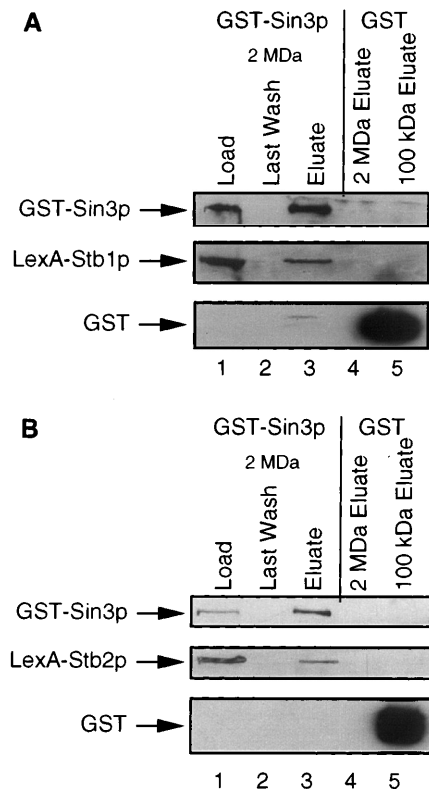 A
GST-Sin3p GST
2 MDa
Load
Last Wash
Eluate
2 MDa Eluate
100 kDa Eluate
GST-Sin3p
LexA-Stb1p
GST
1 2 3 4 5
B
GST-Sin3p GST
2 MDa
Load
Last Wash
Eluate
2 MDa Eluate
100 kDa Eluate
GST-Sin3p
LexA-Stb2p
GST
1 2 3 4 5